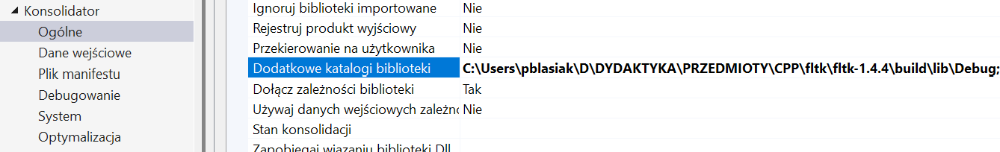 Konsolidator
Ogólne
Dane wejściowe
Plik manifestu
Debugowanie
System
Optymalizacja
Ignoruj biblioteki importowane Nie
Rejestruj produkt wyjściowy Nie
Przekierowanie na użytkownika Nie
Dodatkowe katalogi biblioteki C:\Users\pblasiak\D\DYDAKTYKA\PRZEDMIOTY\CPP\fltk\fltk-1.4.4\build\lib\Debug;
Dołącz zależności biblioteki Tak
Używaj danych wejściowych zależno Nie
Stan konsolidacji
Zapobiegaj wiązaniu biblioteki Dll